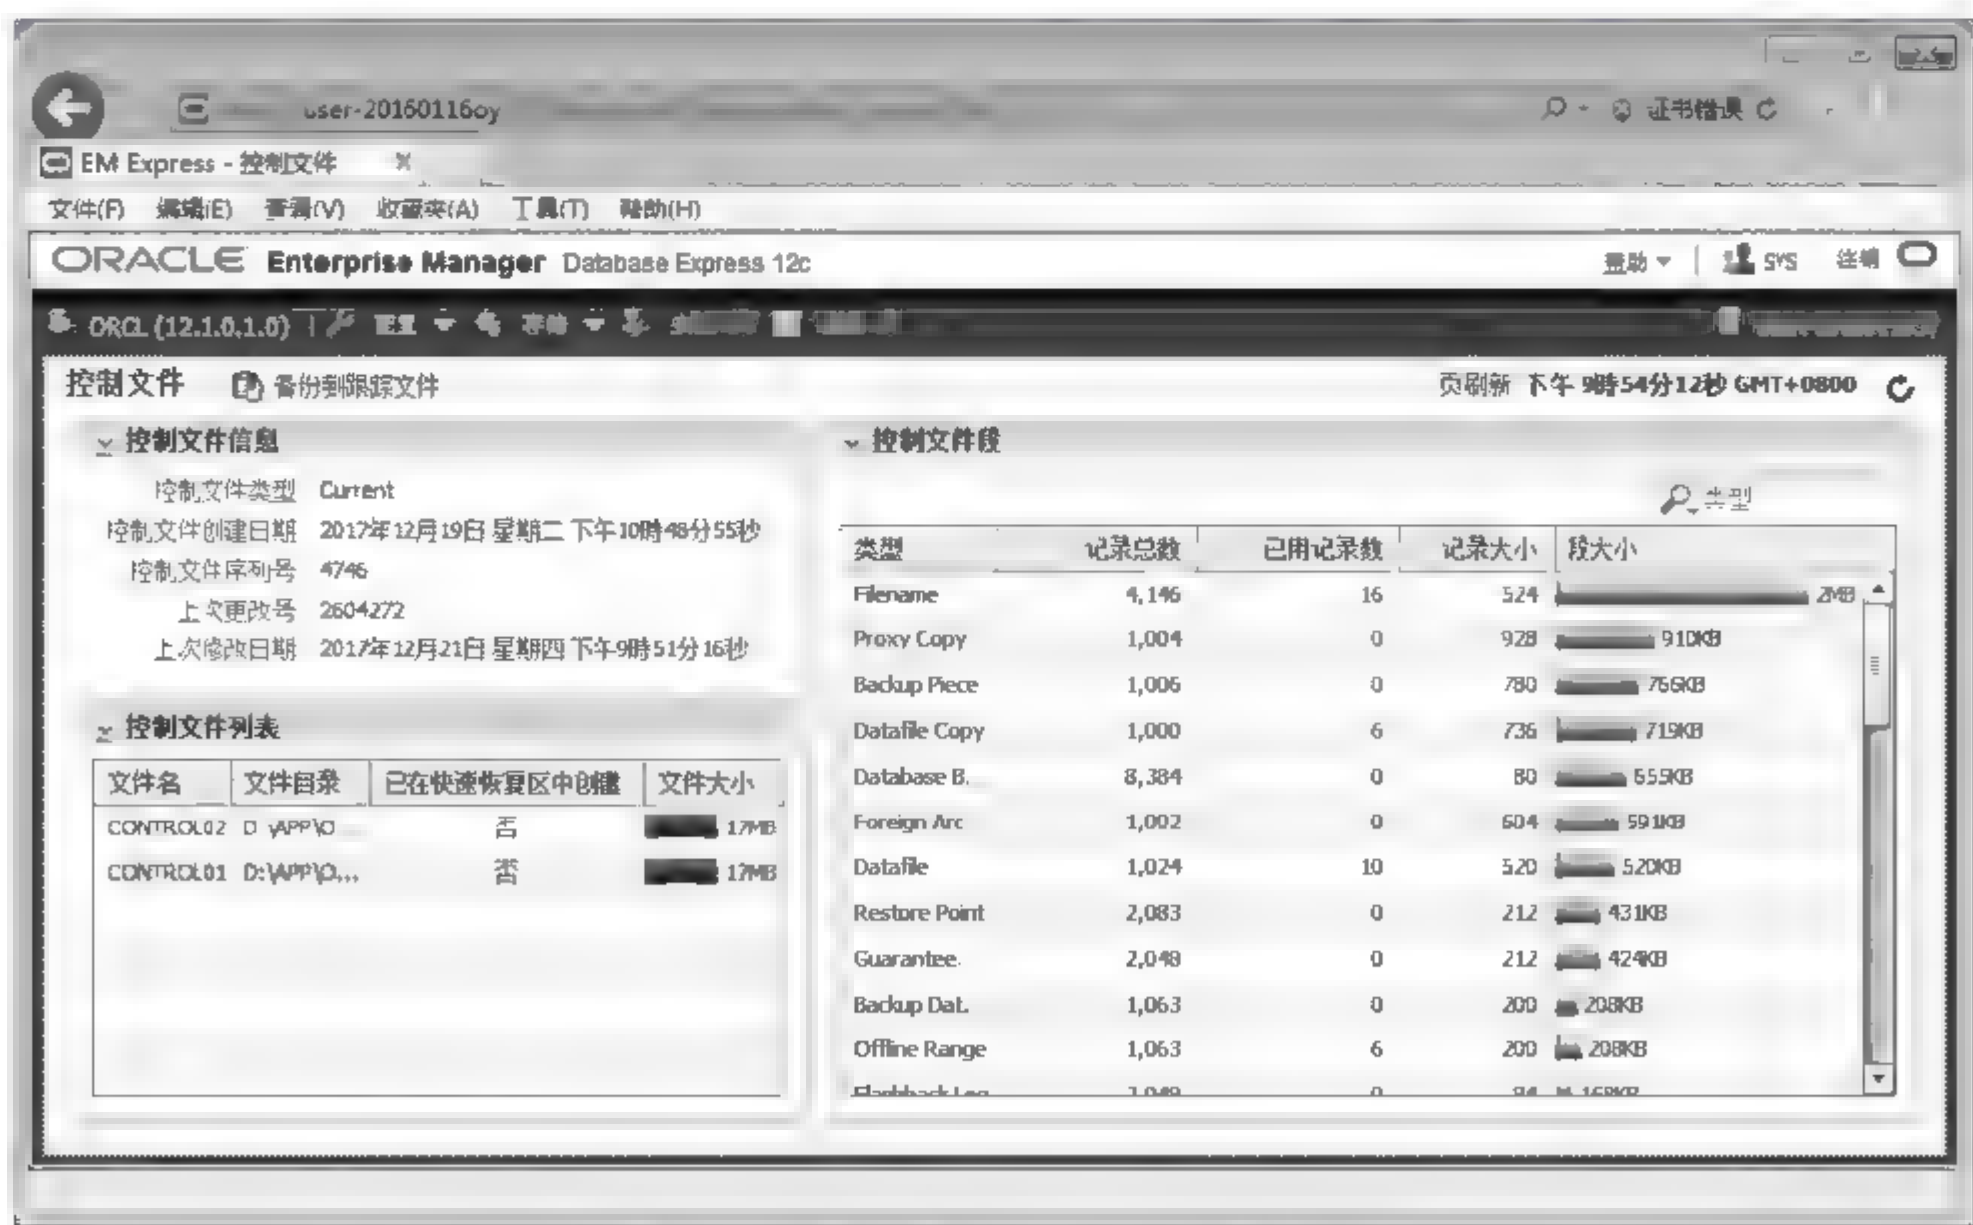 user-20160116oy
证书错误
EM Express - 控制文件
文件(F) 编辑(E) 查看(V) 收藏夹(A) 工具(T) 帮助(H)
ORACLE Enterprise Manager Database Express 12c
帮助 SYS 注销
ORCL (12.1.0.1.0) 配置 存储
控制文件 备份到跟踪文件
页刷新 下午 9時54分12秒 GMT+0800
控制文件信息
控制文件类型 Current
控制文件创建日期 2017年12月19日 星期二 下午10時48分55秒
控制文件序列号 4746
上次更改号 2604272
上次修改日期 2017年12月21日 星期四 下午9時51分16秒
控制文件列表
文件名 文件目录 已在快速恢复区中创建 文件大小
CONTROL02 D \APP\O 否 17MB
CONTROL01 D:\APP\O... 否 17MB
控制文件段
类型
类型 记录总数 已用记录数 记录大小 段大小
Filename 4,146 16 524 2MB
Proxy Copy 1,004 0 928 910KB
Backup Piece 1,006 0 780 766KB
Datafile Copy 1,000 6 736 719KB
Database B. 8,384 0 80 655KB
Foreign Arc 1,002 0 604 591KB
Datafile 1,024 10 520 520KB
Restore Point 2,083 0 212 431KB
Guarantee. 2,048 0 212 424KB
Backup Dat. 1,063 0 200 208KB
Offline Range 1,063 6 200 208KB
Flashback Log 2,048 0 84 168KB